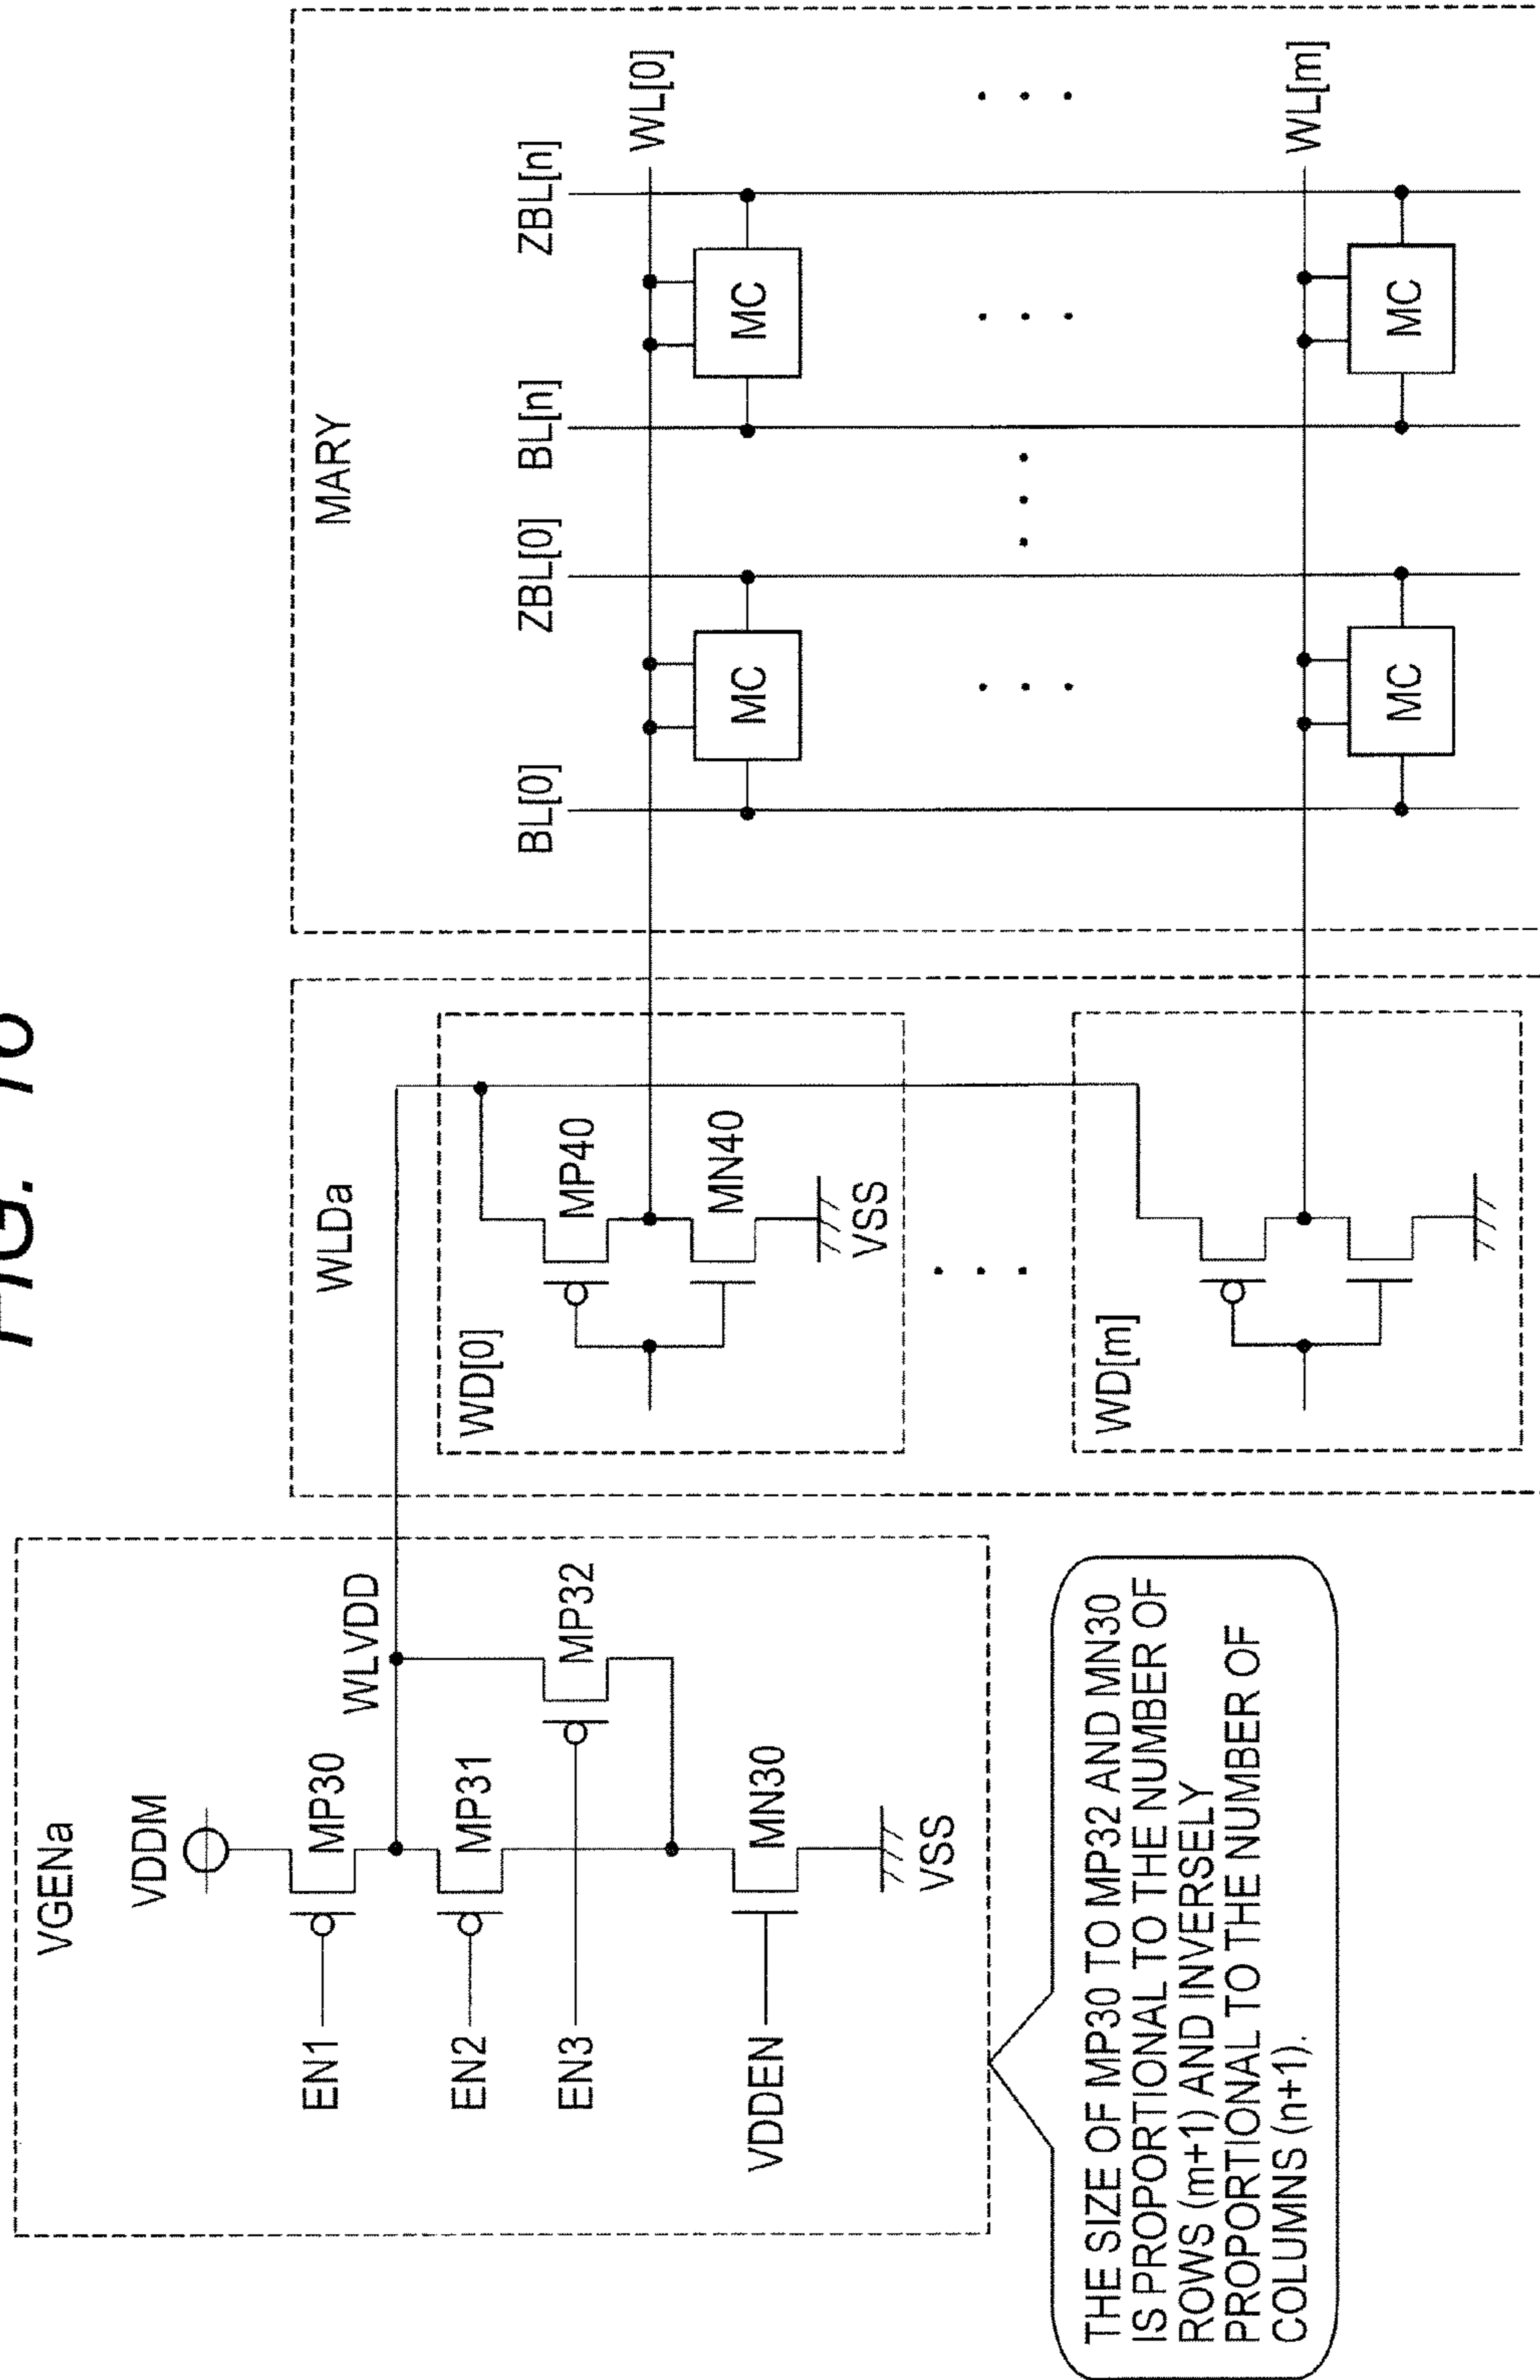 FIG.
VGENa
VDDM
EN1
MP30
WLVDD
EN2
MP31
EN3
MP32
VDDEN
MN30
VSS
THE SIZE OF MP30 TO MP32 AND MN30
IS PROPORTIONAL TO THE NUMBER OF
ROWS (m+1) AND INVERSELY
PROPORTIONAL TO THE NUMBER OF
COLUMNS (n+1).
WLDa
WD[0]
MP40
MN40
VSS
WD[m]
MARY
BL[0]
ZBL[0]
BL[n]
ZBL[n]
WL[0]
MC
MC
WL[m]
MC
MC